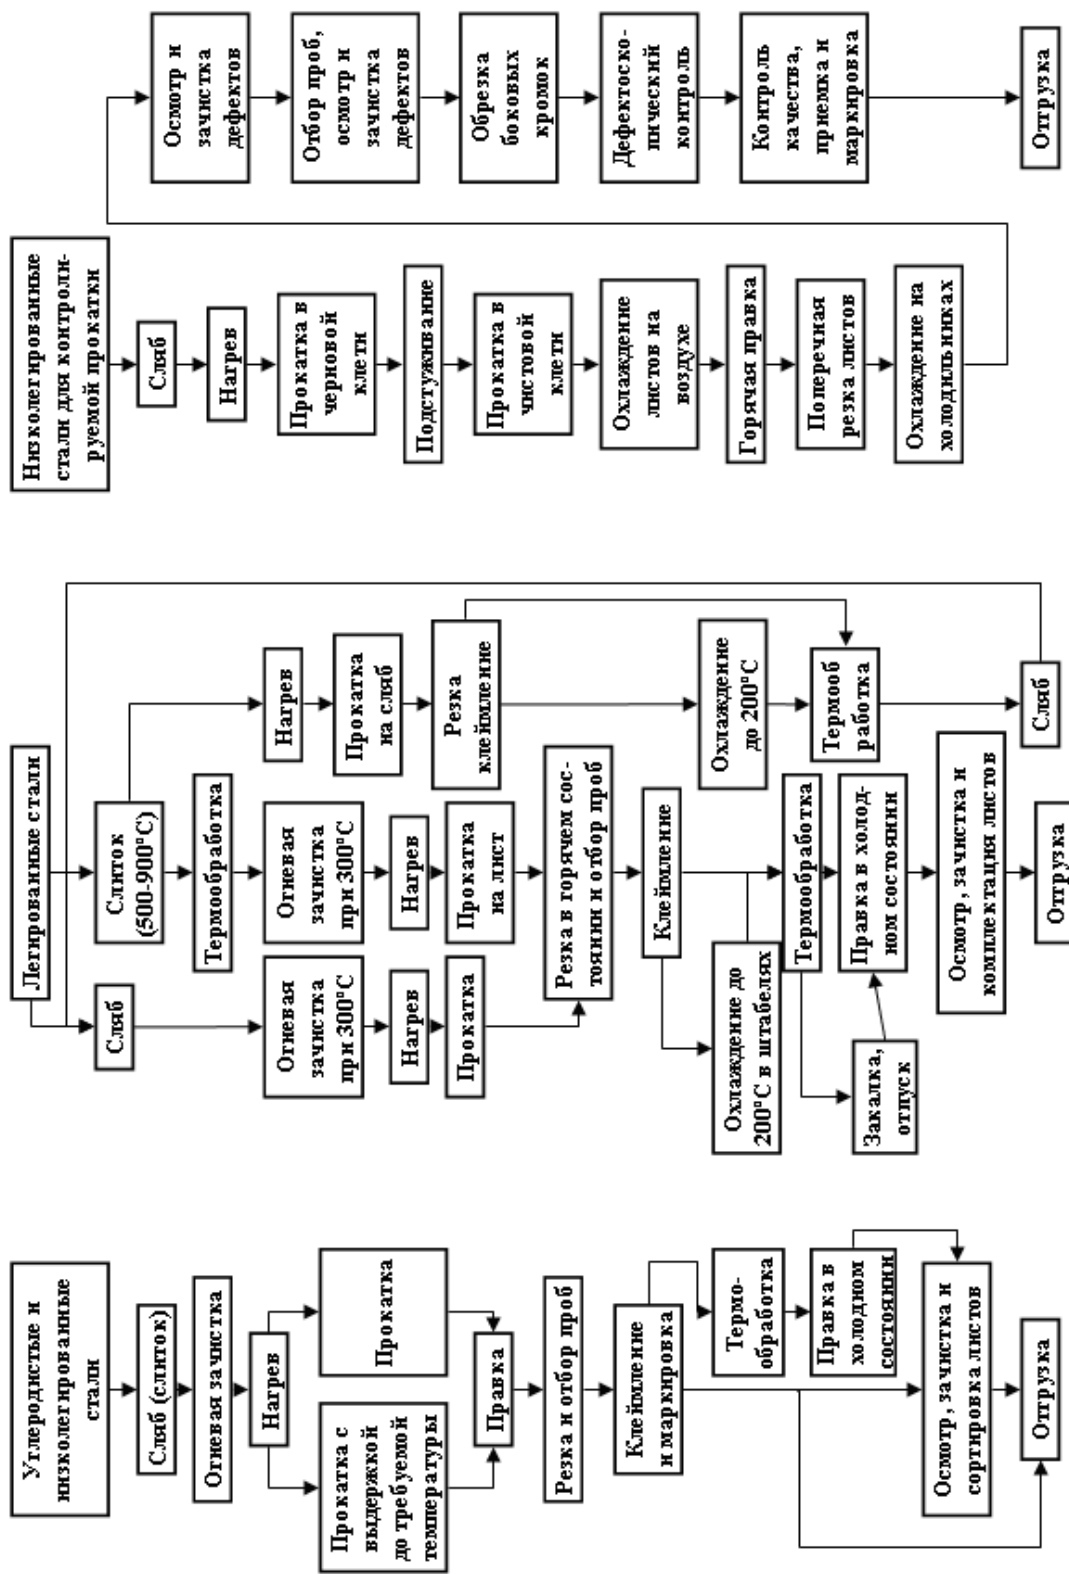 Углеродистые и
низколегированные
стали
Сляб (слиток)
Огневая зачистка
Нагрев
Прокатка с
выдержкой
до требуемой
температуры
Прокатка
Правка
Резка и отбор проб
Клеймление
и маркировка
Термо-
обработка
Правка в
холодном
состоянии
Осмотр, зачистка и
сортировка листов
Отгрузка
Легированные стали
Сляб
Слиток
(500-900°С)
Термообработка
Огневая
зачистка
при 300°С
Огневая
зачистка
при 300°С
Нагрев
Нагрев
Нагрев
Прокатка
Прокатка
на лист
Прокатка
на сляб
Резка
клеймление
Резка в горячем сос-
тоянии и отбор проб
Клеймление
Охлаждение до
200°С в штабелях
Охлаждение
до 200°С
Термообработка
Термооб
работка
Закалка,
отпуск
Правка в холод-
ном состоянии
Осмотр, зачистка и
комплектация листов
Отгрузка
Сляб
Низколегированные
стали для контроли-
руемой прокатки
Сляб
Нагрев
Прокатка в
черновой
клети
Подстуживание
Прокатка в
чистовой
клети
Охлаждение
листов на
воздухе
Горячая правка
Поперечная
резка листов
Охлаждение на
холодильниках
Осмотр и
зачистка
дефектов
Отбор проб,
осмотр и
зачистка
дефектов
Обрезка
боковых
кромок
Дефектоско-
пический
контроль
Контроль
качества,
приемка и
маркировка
Отгрузка